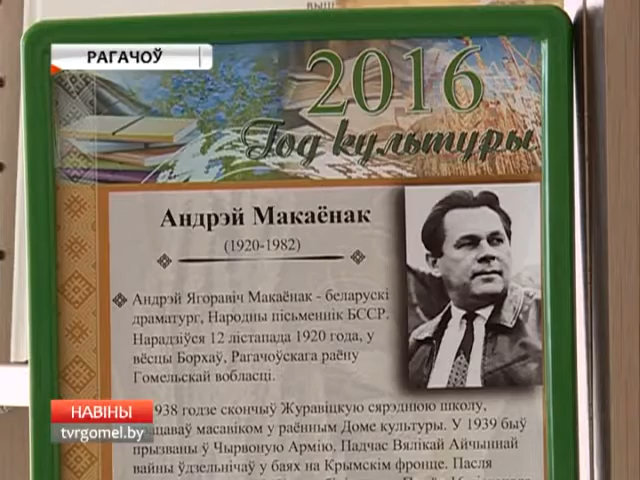 ВЫШ
РАГАЧОЎ
2016
Год культуры
Андрэй Макаёнак
(1920-1982)
Андрэй Ягоравіч Макаёнак - беларускі
драматург, Народны пісьменнік БССР.
Нарадзіўся 12 лістапада 1920 года, у
вёсцы Борхаў, Рагачоўскага раёну
Гомельскай вобласці.
НАВІНЫ
tvrgomel.by
1938 годзе скончыў Журавіцкую сярэднюю школу,
працаваў масавіком у раённым Доме культуры. У 1939 быў
прызваны ў Чырвоную Армію. Падчас Вялікай Айчыннай
вайны ўдзельнічаў у баях на Крымскім фронце. Пасля